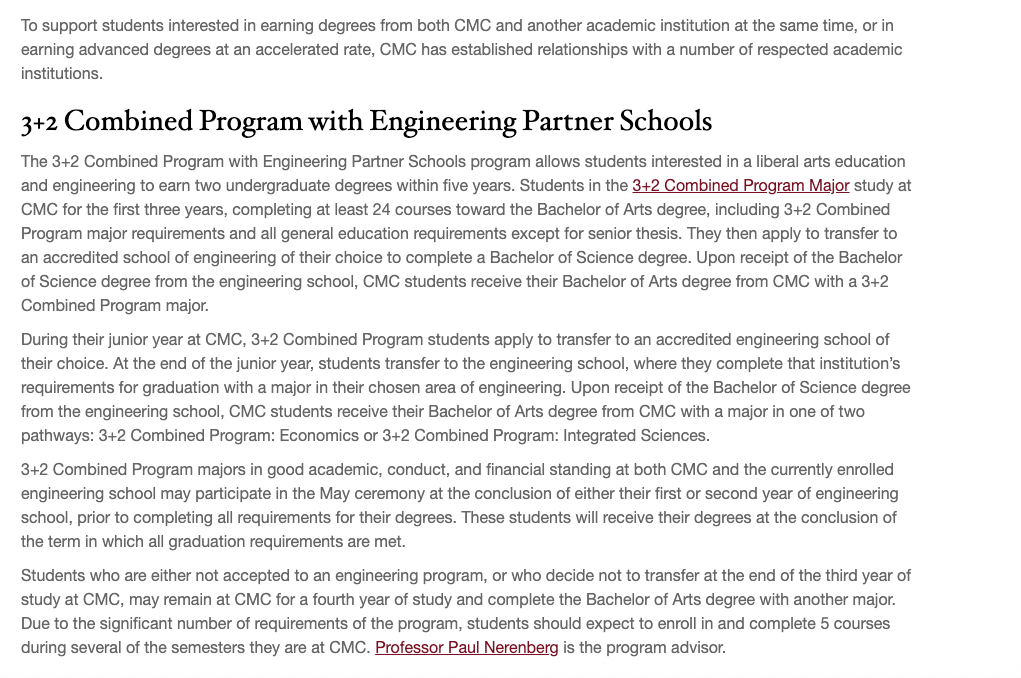 To support students interested in earning degrees from both CMC and another academic institution at the same time, or in
earning advanced degrees at an accelerated rate, CMC has established relationships with a number of respected academic
institutions.
3+2 Combined Program with Engineering Partner Schools
The 3+2 Combined Program with Engineering Partner Schools program allows students interested in a liberal arts education
and engineering to earn two undergraduate degrees within five years. Students in the 3+2 Combined Program Major study at
CMC for the first three years, completing at least 24 courses toward the Bachelor of Arts degree, including 3+2 Combined
Program major requirements and all general education requirements except for senior thesis. They then apply to transfer to
an accredited school of engineering of their choice to complete a Bachelor of Science degree. Upon receipt of the Bachelor
of Science degree from the engineering school, CMC students receive their Bachelor of Arts degree from CMC with a 3+2
Combined Program major.
During their junior year at CMC, 3+2 Combined Program students apply to transfer to an accredited engineering school of
their choice. At the end of the junior year, students transfer to the engineering school, where they complete that institution’s
requirements for graduation with a major in their chosen area of engineering. Upon receipt of the Bachelor of Science degree
from the engineering school, CMC students receive their Bachelor of Arts degree from CMC with a major in one of two
pathways: 3+2 Combined Program: Economics or 3+2 Combined Program: Integrated Sciences.
3+2 Combined Program majors in good academic, conduct, and financial standing at both CMC and the currently enrolled
engineering school may participate in the May ceremony at the conclusion of either their first or second year of engineering
school, prior to completing all requirements for their degrees. These students will receive their degrees at the conclusion of
the term in which all graduation requirements are met.
Students who are either not accepted to an engineering program, or who decide not to transfer at the end of the third year of
study at CMC, may remain at CMC for a fourth year of study and complete the Bachelor of Arts degree with another major.
Due to the significant number of requirements of the program, students should expect to enroll in and complete 5 courses
during several of the semesters they are at CMC. Professor Paul Nerenberg is the program advisor.